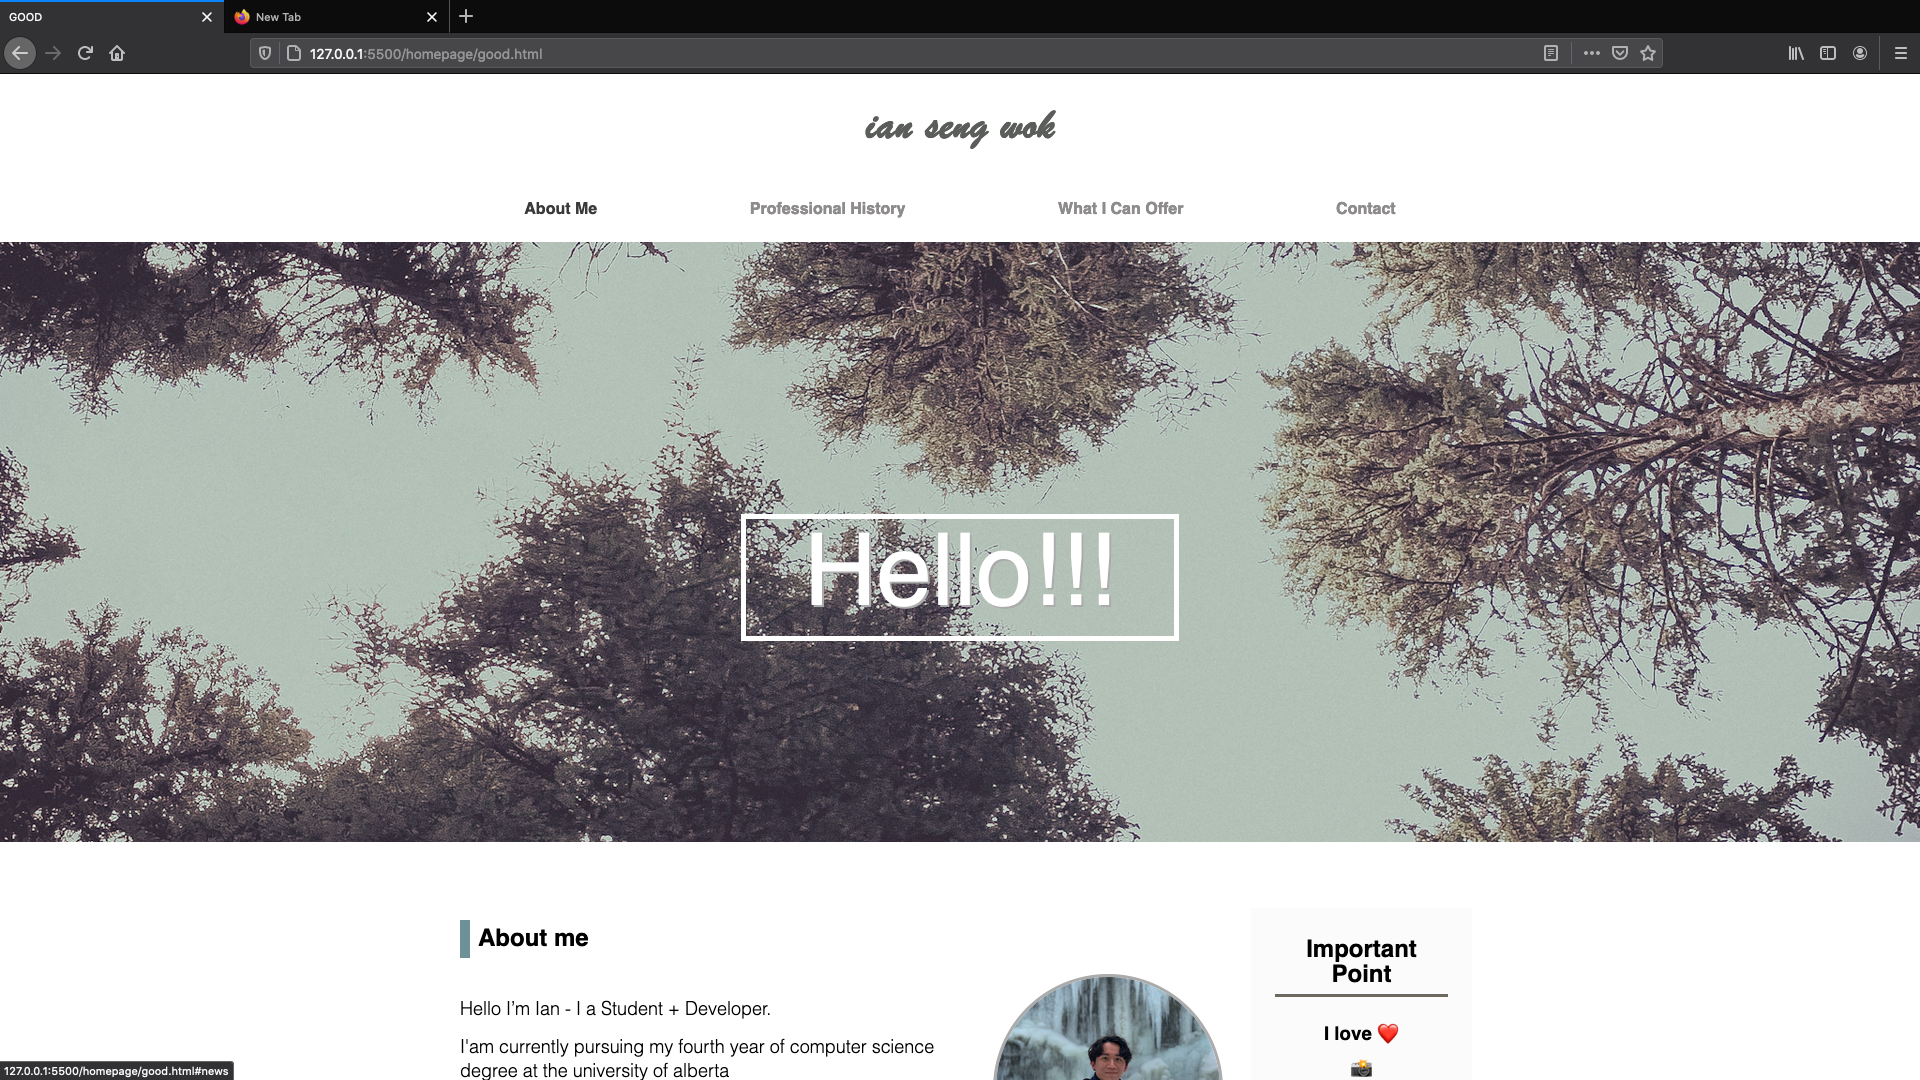 GOOD
New Tab
127.0.0.1:5500/homepage/good.html
ian seng wok
About Me
Professional History
What I Can Offer
Contact
Hello!!!
About me
Hello I’m Ian - I a Student + Developer.
I'am currently pursuing my fourth year of computer science
degree at the university of alberta
Important
Point
I love ❤️
📸
127.0.0.1:5500/homepage/good.html#news